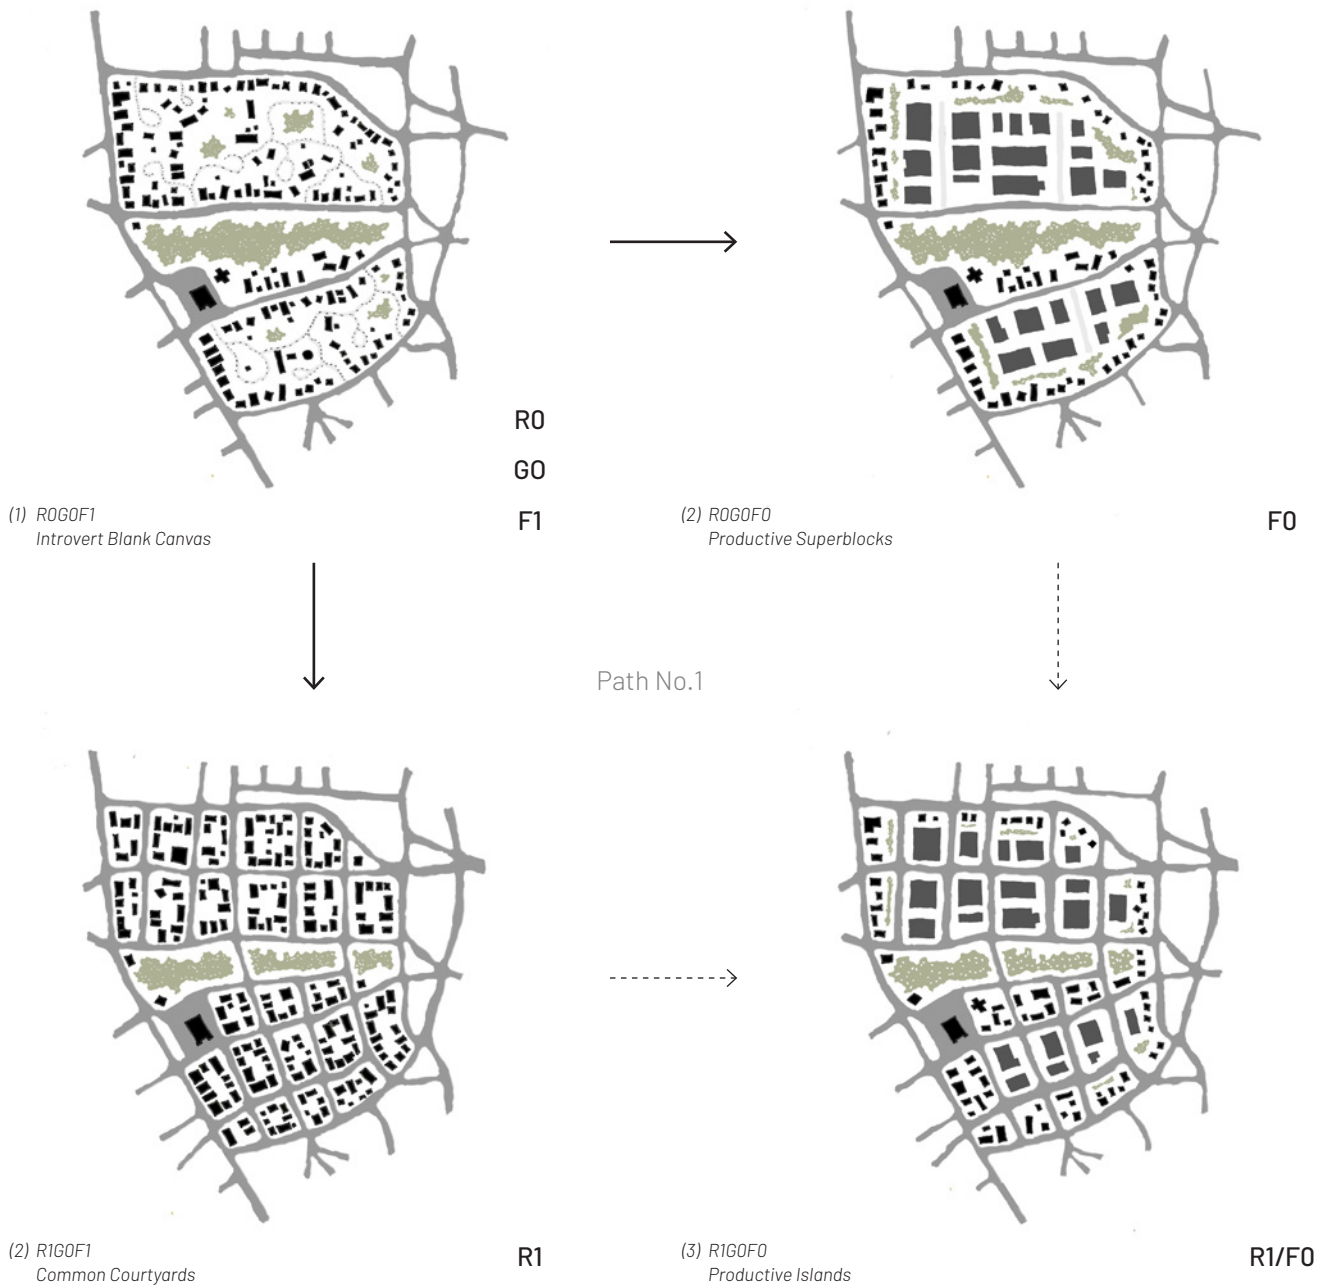 R0
G0
(1) R0G0F1
Introvert Blank Canvas
F1
(2) R0G0F0
Productive Superblocks
F0
Path No.1
(2) R1G0F1
Common Courtyards
R1
(3) R1G0F0
Productive Islands
R1/F0